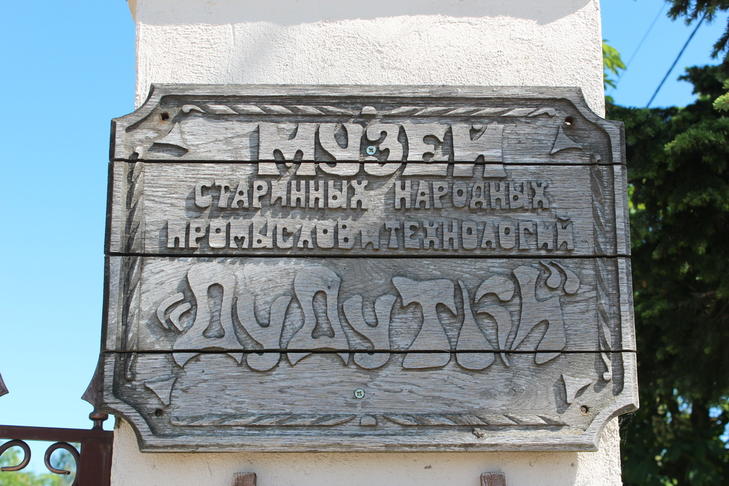 МУЗЕЙ
СТАРИННЫХ НАРОДНЫХ
ПРОМЫСЛОВ И ТЕХНОЛОГИЙ
«ДУДУТКИ»